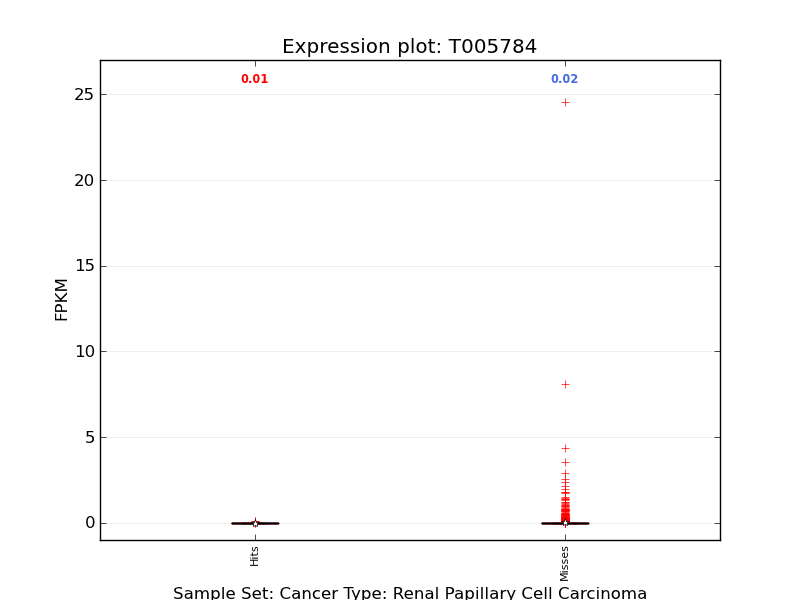 Expression plot: T005784
0.01
0.02
25
20
15
10
5
0
FPKM
Hits
Misses
Sample Set: Cancer Type: Renal Papillary Cell Carcinoma